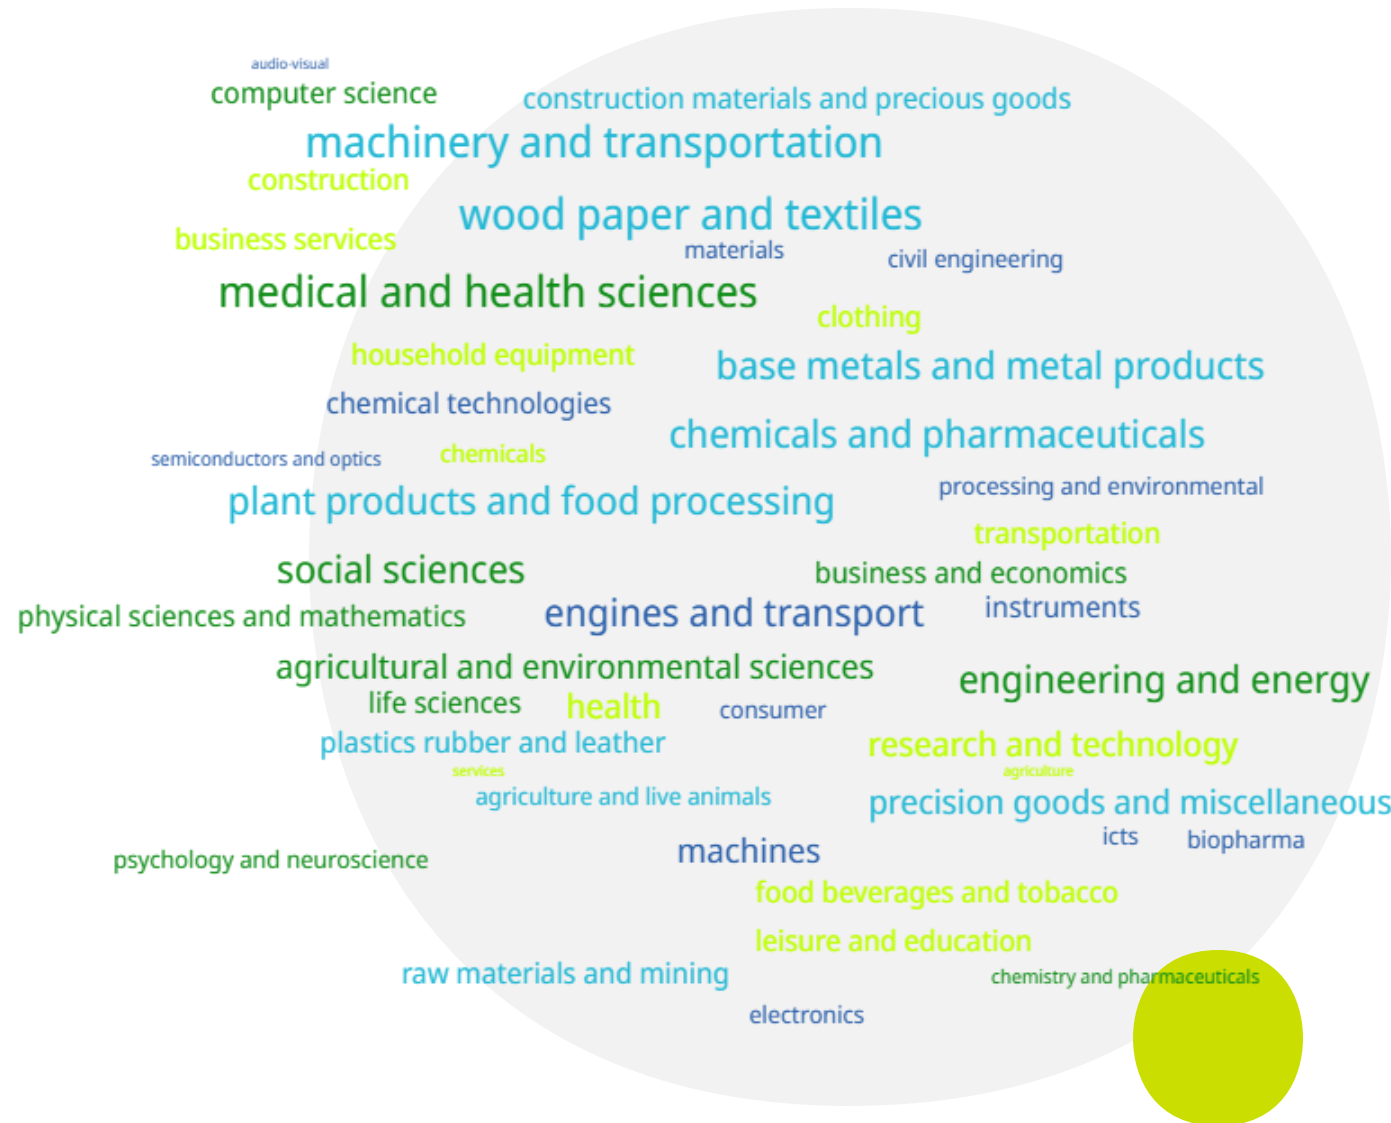 audio-visual
computer science
construction materials and precious goods
machinery and transportation
construction
wood paper and textiles
business services
materials
civil engineering
medical and health sciences
clothing
household equipment
base metals and metal products
chemical technologies
chemicals and pharmaceuticals
chemicals
semiconductors and optics
processing and environmental
plant products and food processing
transportation
social sciences
business and economics
physical sciences and mathematics
engines and transport
instruments
agricultural and environmental sciences
engineering and energy
life sciences
health
consumer
plastics rubber and leather
research and technology
services
agriculture
agriculture and live animals
precision goods and miscellaneous
icts
biopharma
machines
psychology and neuroscience
food beverages and tobacco
leisure and education
raw materials and mining
chemistry and pharmaceuticals
electronics